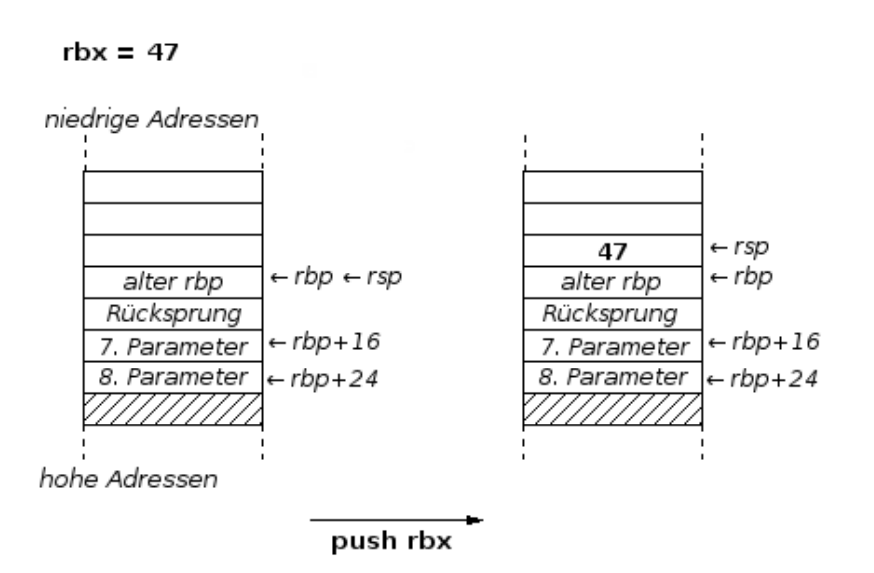 rbx = 47
niedrige Adressen
alter rbp
← rbp ← rsp
Rücksprung
7. Parameter
← rbp+16
8. Parameter
← rbp+24
hohe Adressen
47
← rsp
alter rbp
← rbp
Rücksprung
7. Parameter
← rbp+16
8. Parameter
← rbp+24
push rbx